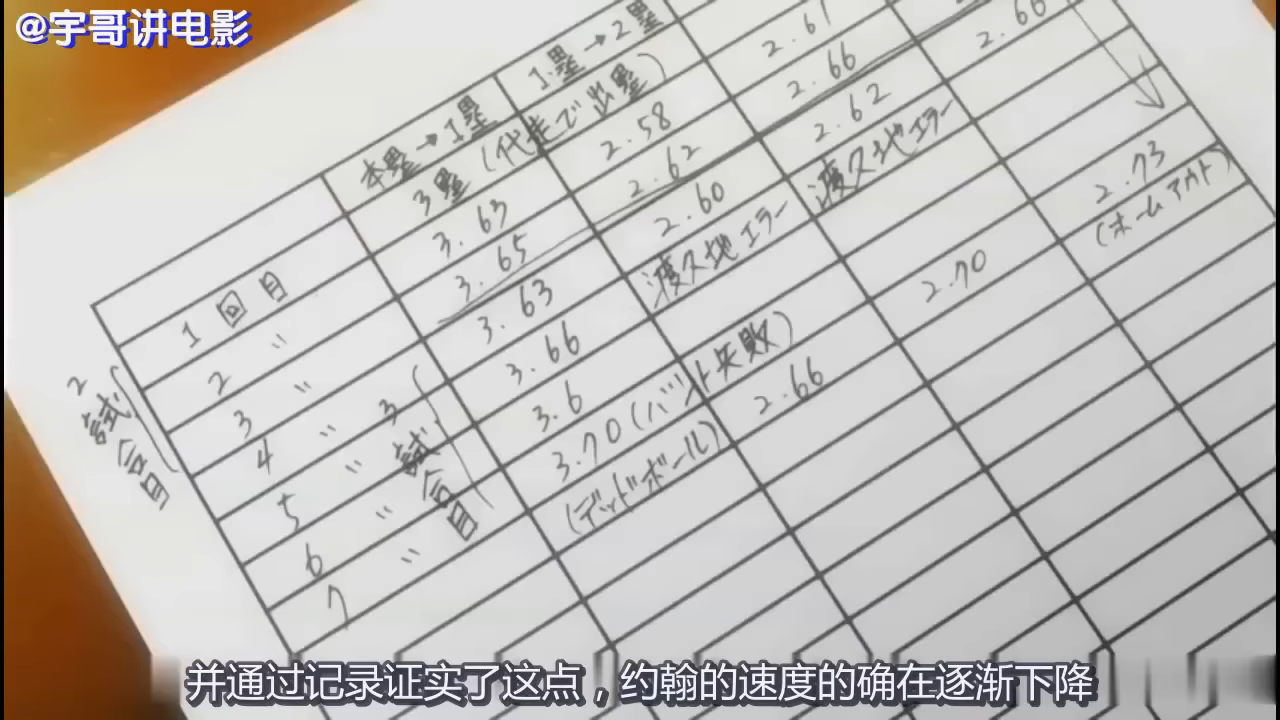 @宇哥讲电影
本塁→1塁 1塁→2塁
1回目 3塁(代走で出塁)
2 〃 3.63 2.58 2.61
3 〃 3.65 2.62 2.66
4 〃 3.63 2.60 2.62 2.66
5 〃 3.66 渡久地エラー 渡久地エラー
6 〃 3.6
7 〃 3.70(バント失敗)
(デッドボール) 2.66 2.70 2.73
(ホームアウト)
2試合目
3試合目
并通过记录证实了这点，约翰的速度的确在逐渐下降